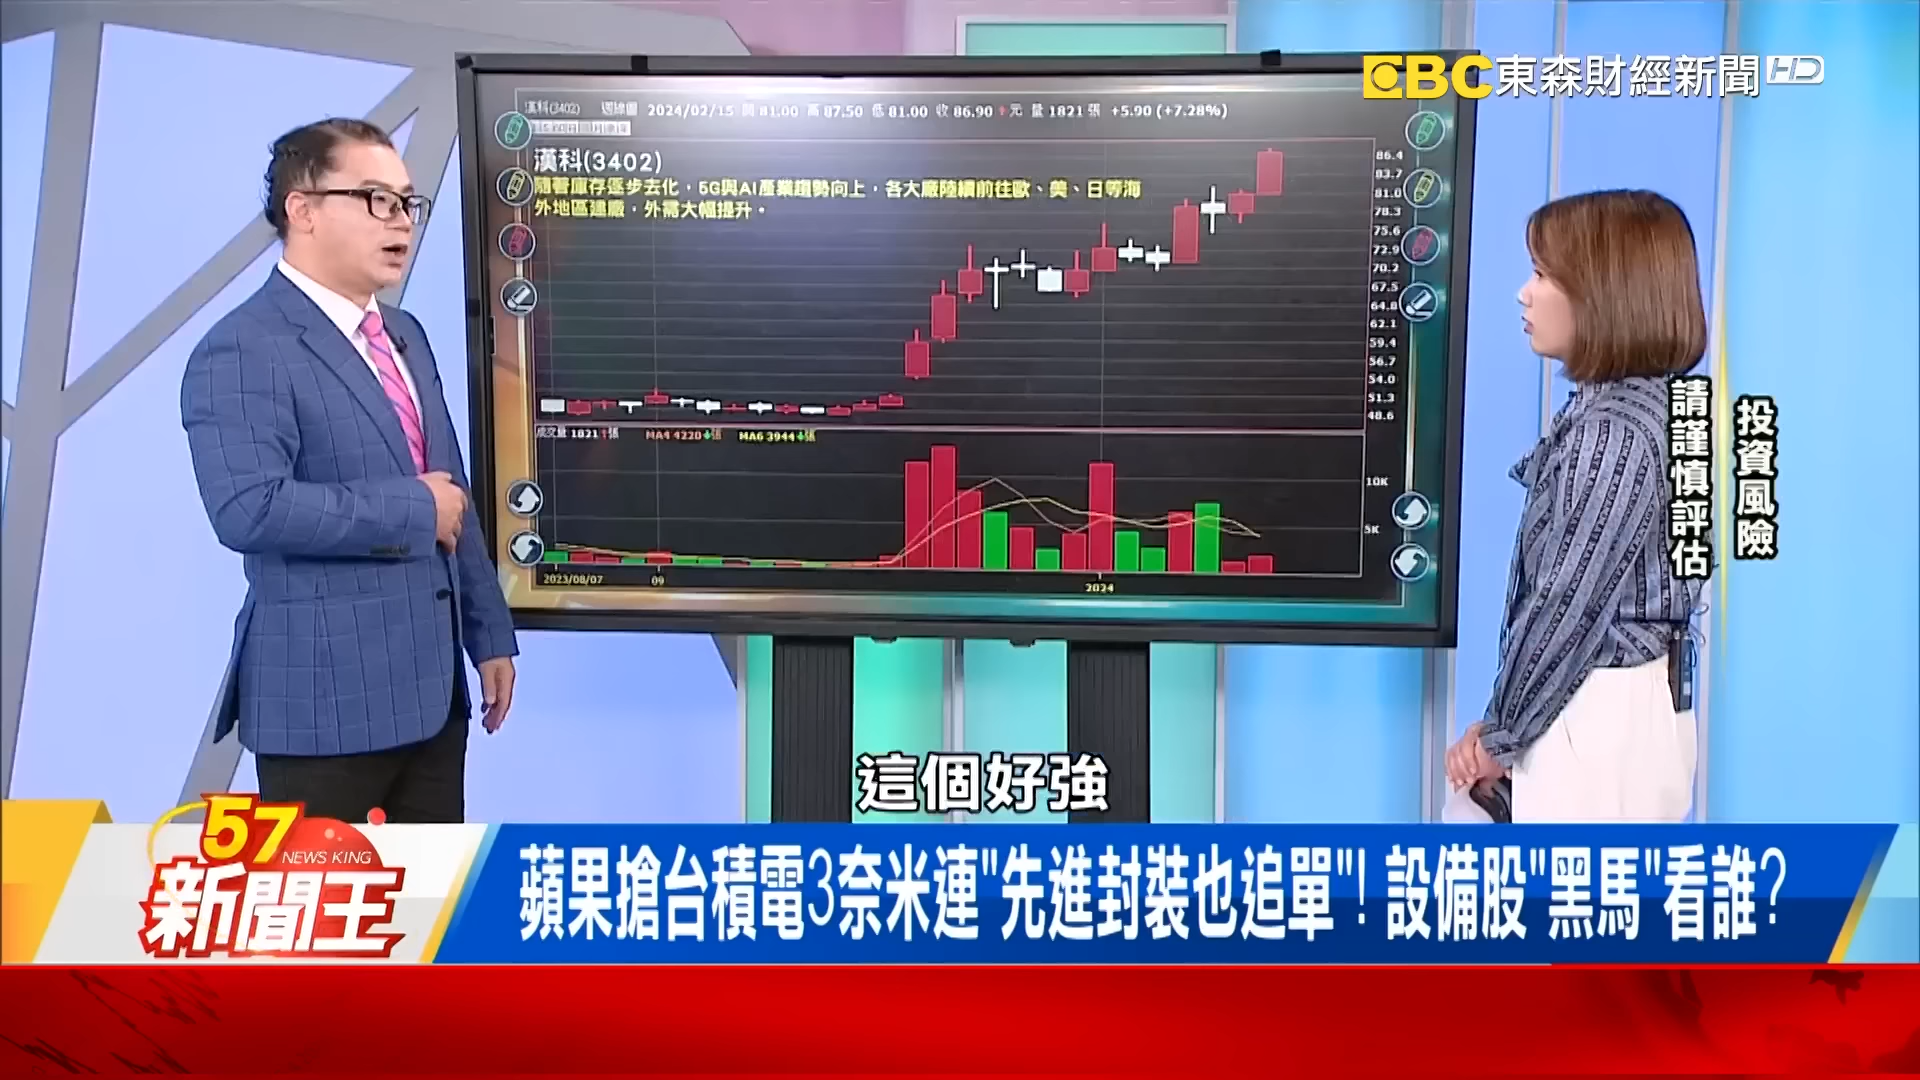 EBC東森財經新聞HD
漢科(3402) 週線圖 2024/02/15 開 81.00 高 87.50 低 81.00 收 86.90↑元 量 1821 張 +5.90 (+7.28%)
漢科(3402)
隨著庫存逐步去化，5G與AI產業趨勢向上，各大廠陸續前往歐、美、日等海
外地區建廠，外需大幅提升。
86.4
83.7
81.0
78.3
75.6
72.9
70.2
67.5
64.8
62.1
59.4
56.7
54.0
51.3
48.6
成交量 1821↑張 MA4 4220↓張 MA6 3944↓張
10K
5K
2023/08/07 09 2024
投資風險
請謹慎評估
這個好強
57
NEWS KING
新聞王
蘋果搶台積電3奈米連"先進封裝也追單"! 設備股"黑馬"看誰?